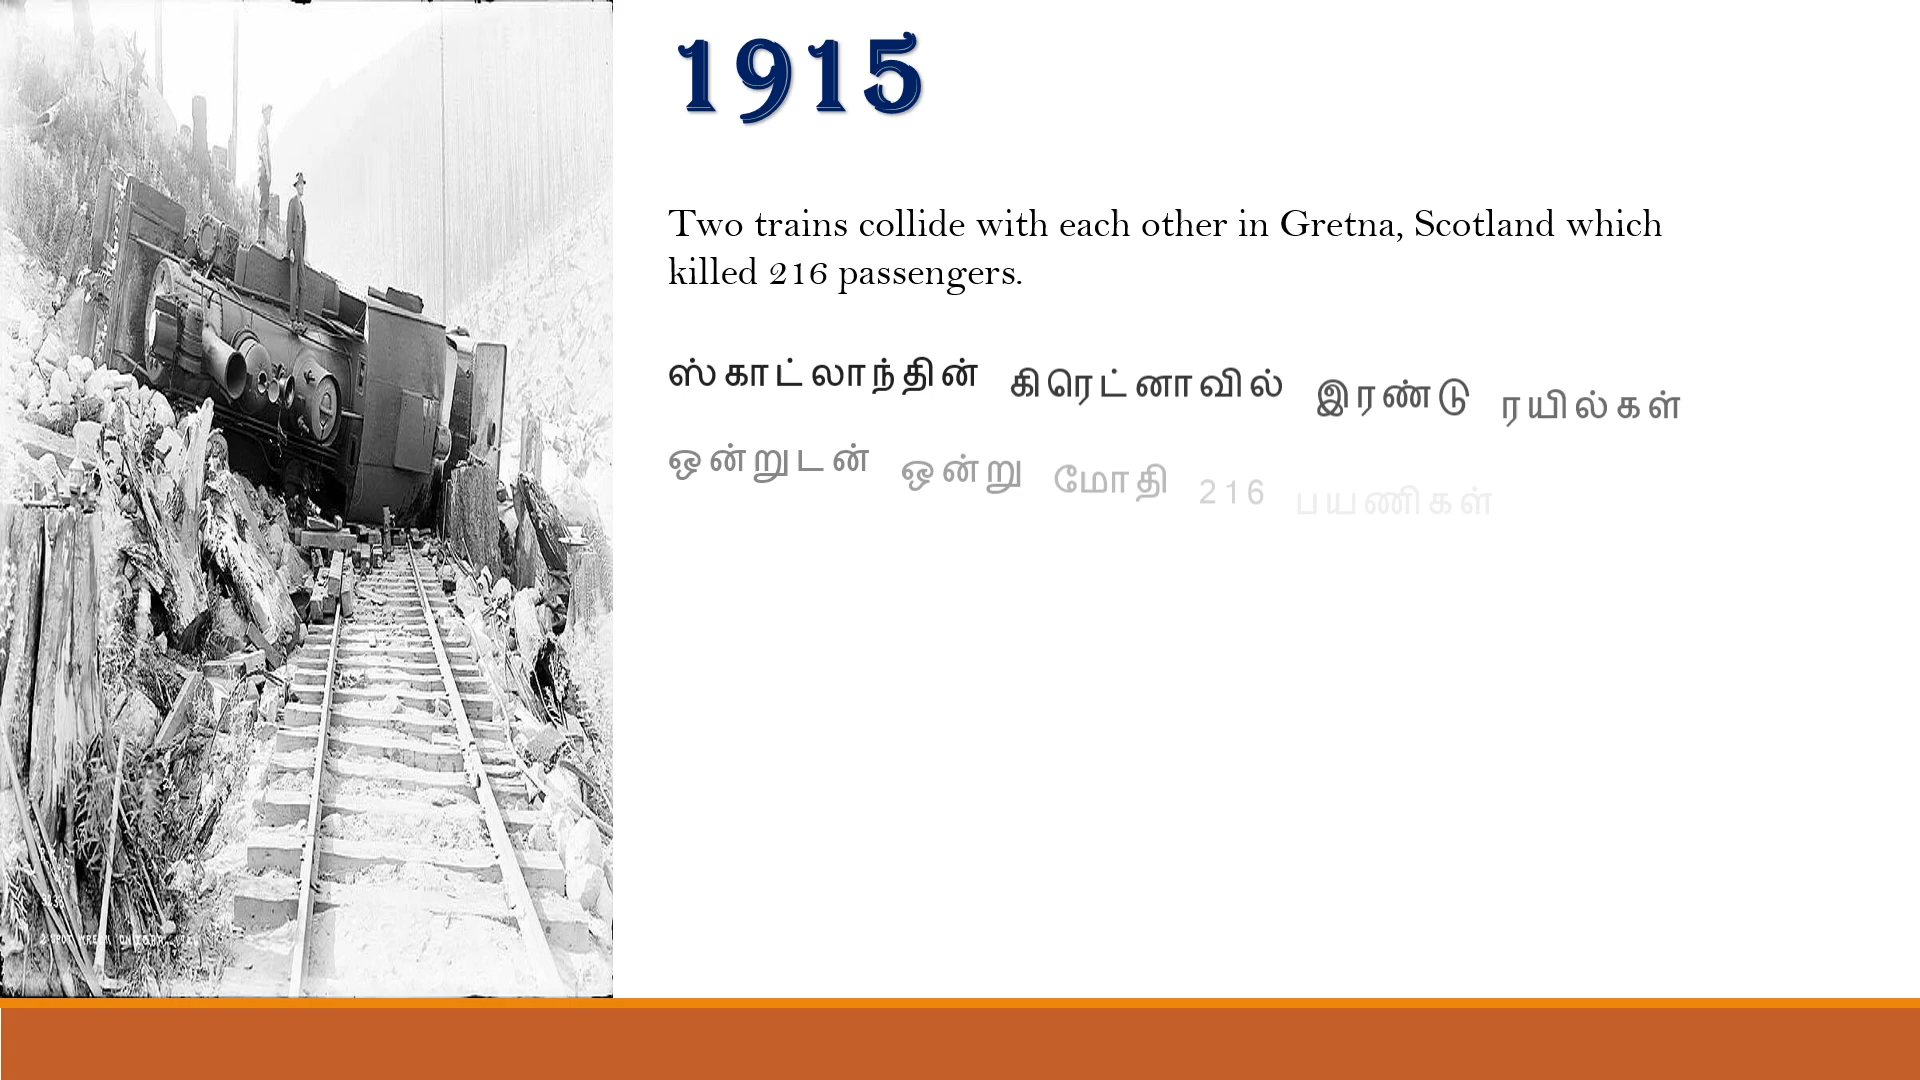 1915
Two trains collide with each other in Gretna, Scotland which
killed 216 passengers.
ஸ்காட்லாந்தின் கிரெட்னாவில் இரண்டு ரயில்கள்
ஒன்றுடன் ஒன்று மோதி 216 பயணிகள்